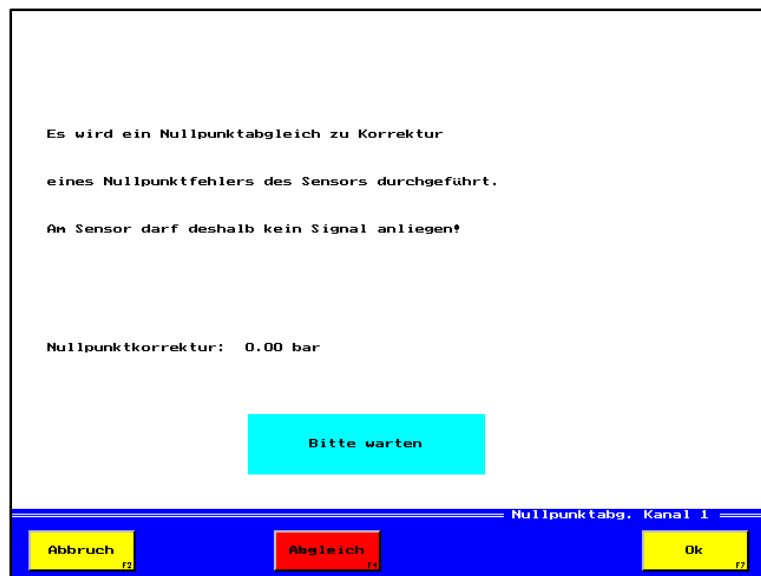 Es wird ein Nullpunktabgleich zu Korrektur
eines Nullpunktfehlers des Sensors durchgeführt.
Am Sensor darf deshalb kein Signal anliegen!
Nullpunktkorrektur: 0.00 bar
Bitte warten
Nullpunktabg. Kanal 1
Abbruch F2
Abgleich F4
Ok F7